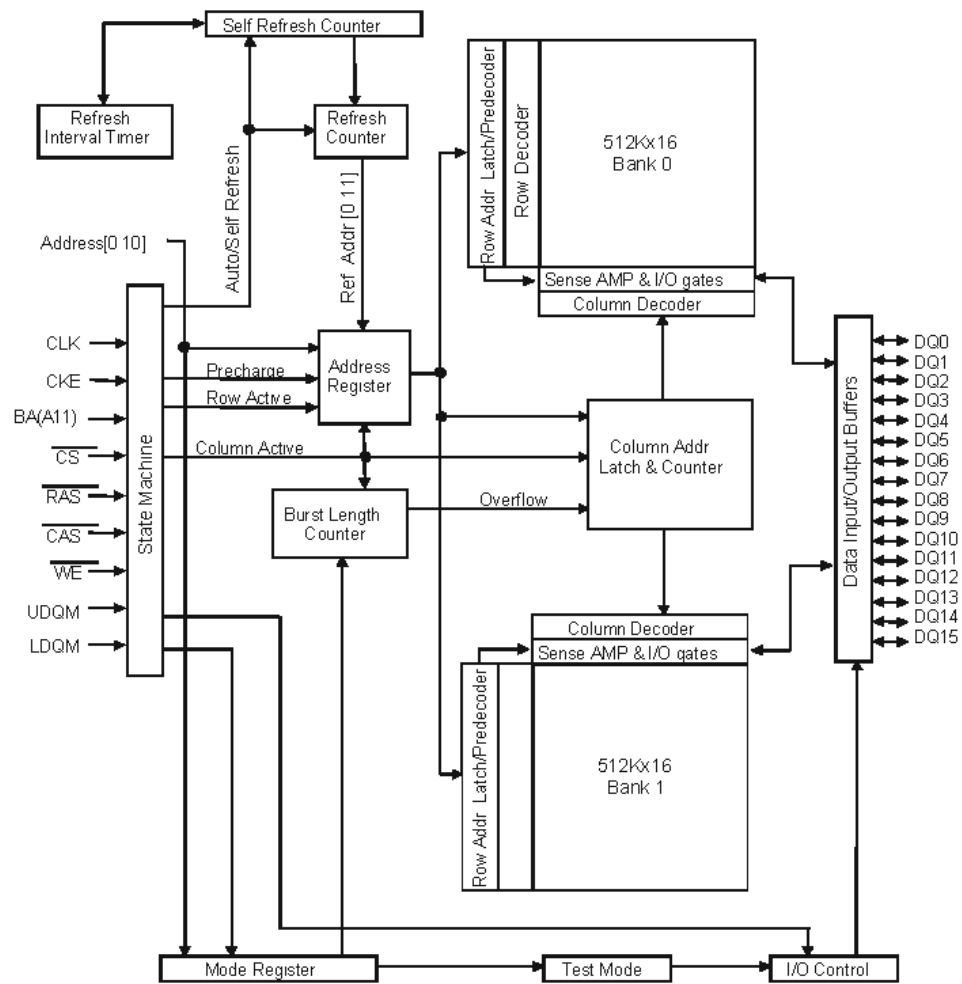 Self Refresh Counter
Refresh
Interval Timer
Refresh
Counter
Auto/Self Refresh
Ref Addr [0 11]
Address[0 10]
State Machine
CLK
CKE
BA(A11)
CS
RAS
CAS
WE
UDQM
LDQM
Precharge
Row Active
Column Active
Address
Register
Burst Length
Counter
Overflow
Row Addr Latch/Predecoder
Row Decoder
512Kx16
Bank 0
Sense AMP & I/O gates
Column Decoder
Column Addr
Latch & Counter
Column Decoder
Sense AMP & I/O gates
Row Addr Latch/Predecoder
512Kx16
Bank 1
Data Input/Output Buffers
DQ0
DQ1
DQ2
DQ3
DQ4
DQ5
DQ6
DQ7
DQ8
DQ9
DQ10
DQ11
DQ12
DQ13
DQ14
DQ15
Mode Register
Test Mode
I/O Control